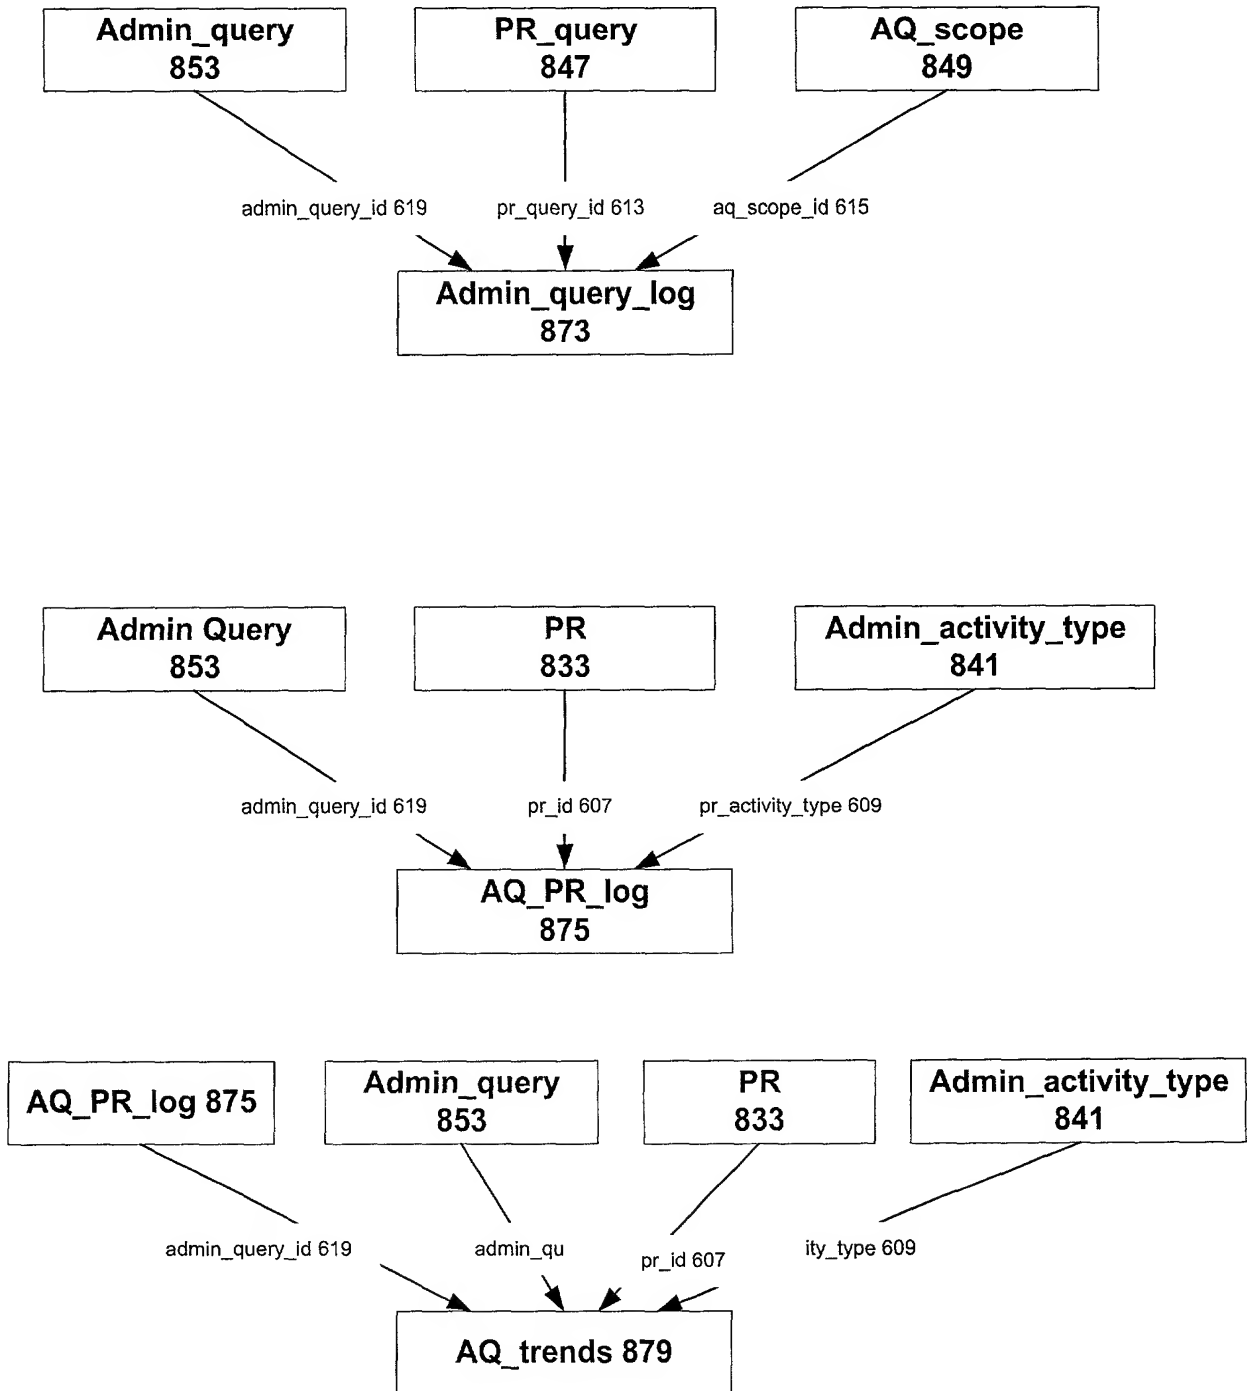 Admin_query
853
PR_query
847
AQ_scope
849
admin_query_id 619
pr_query_id 613
aq_scope_id 615
Admin_query_log
873
Admin Query
853
PR
833
Admin_activity_type
841
admin_query_id 619
pr_id 607
pr_activity_type 609
AQ_PR_log
875
AQ_PR_log 875
Admin_query
853
PR
833
Admin_activity_type
841
admin_query_id 619
admin_qu
pr_id 607
ity_type 609
AQ_trends 879